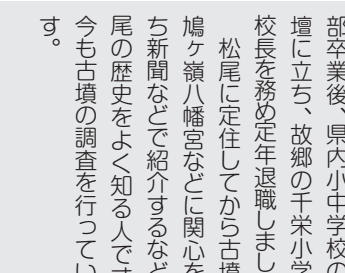 部卒業後、県内小中学校の
壇に立ち、故郷の千栄小学
校長を務め定年退職しまし
松尾に定住してから古墳
鳩ヶ嶺八幡宮などに関心を
ち新聞などで紹介するなど
尾の歴史をよく知る人です
今も古墳の調査を行ってい
す。